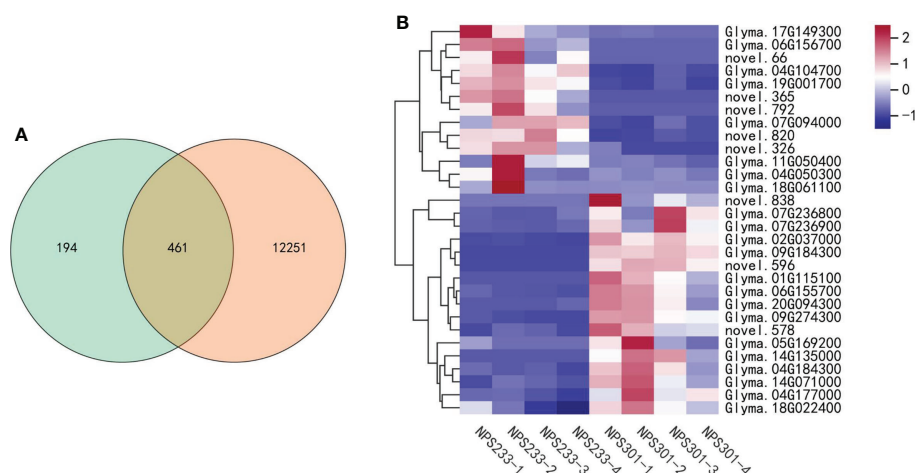 A
194
461
12251
B
Glyma.17G149300
Glyma.06G156700
novel.66
Glyma.04G104700
Glyma.19G001700
novel.365
novel.792
Glyma.07G094000
novel.820
novel.326
Glyma.11G050400
Glyma.04G050300
Glyma.18G061100
novel.838
Glyma.07G236800
Glyma.07G236900
Glyma.02G037000
Glyma.09G184300
novel.596
Glyma.01G115100
Glyma.06G155700
Glyma.20G094300
Glyma.09G274300
novel.578
Glyma.05G169200
Glyma.14G135000
Glyma.04G184300
Glyma.14G071000
Glyma.04G177000
Glyma.18G022400
NPS233-1
NPS233-2
NPS233-3
NPS233-4
NPS301-1
NPS301-2
NPS301-3
NPS301-4
2
1
0
-1